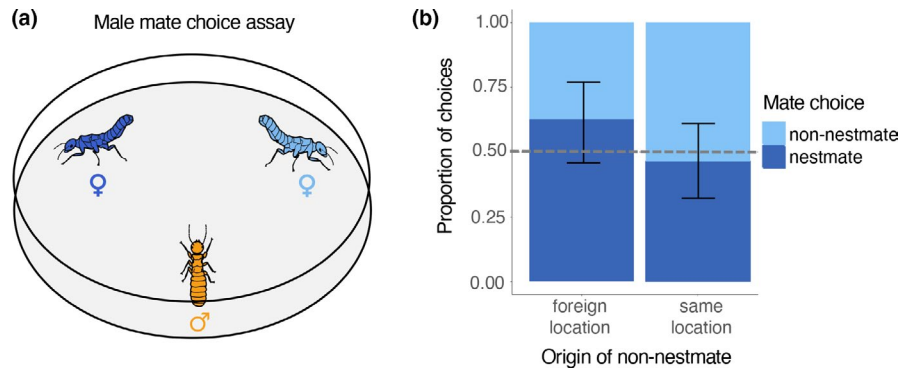 (a)
Male mate choice assay
♀
♀
♂
(b)
Proportion of choices
1.00
0.75
0.50
0.25
0.00
foreign
location
same
location
Origin of non-nestmate
Mate choice
non-nestmate
nestmate